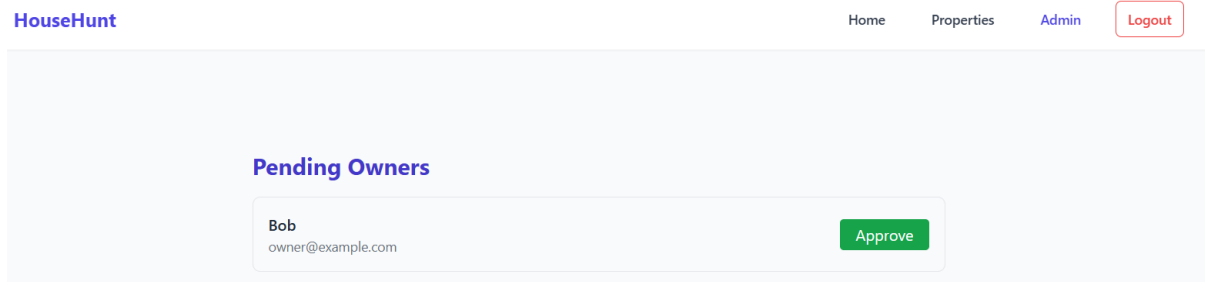 HouseHunt Home Properties Admin Logout
Pending Owners
Bob
owner@example.com
Approve